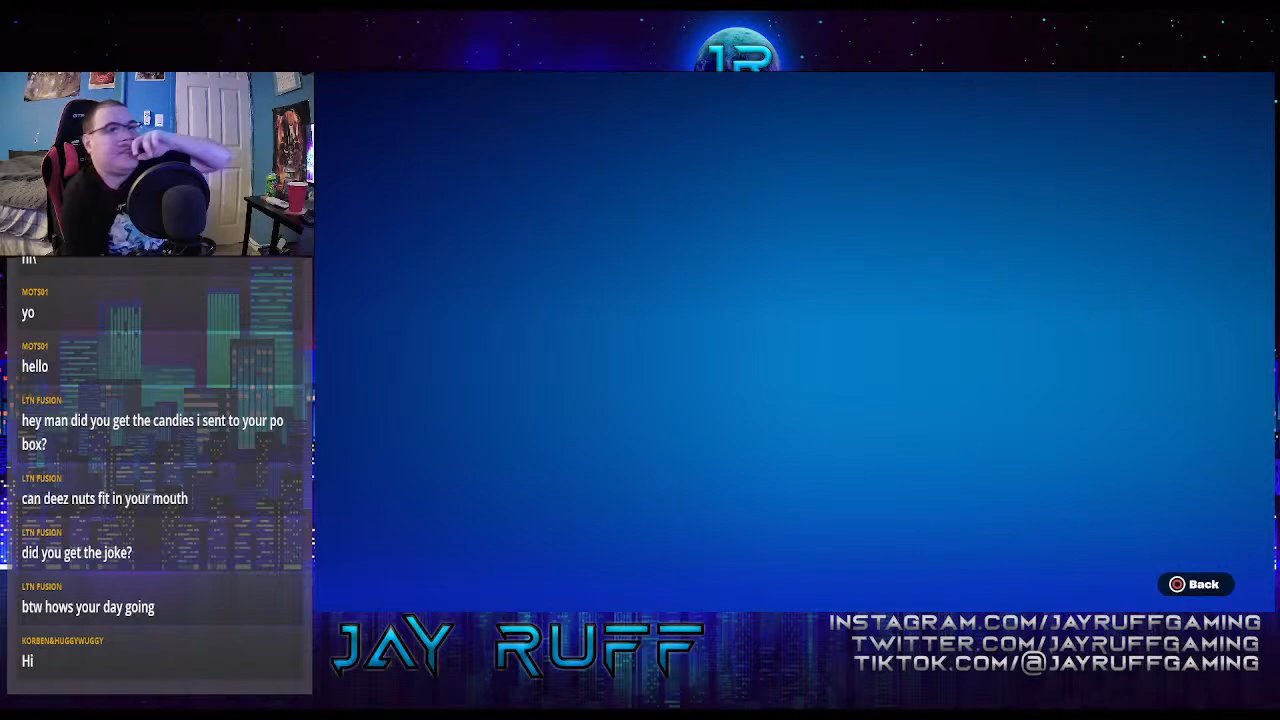 JR
MOTS01
yo
MOTS01
hello
LTN FUSION
hey man did you get the candies i sent to your po
box?
LTN FUSION
can deez nuts fit in your mouth
LTN FUSION
did you get the joke?
LTN FUSION
btw hows your day going
KORBEN&HUGGYWUGGY
Hi
Back
JAY RUFF
INSTAGRAM.COM/JAYRUFFGAMING
TWITTER.COM/JAYRUFFGAMING
TIKTOK.COM/@JAYRUFFGAMING